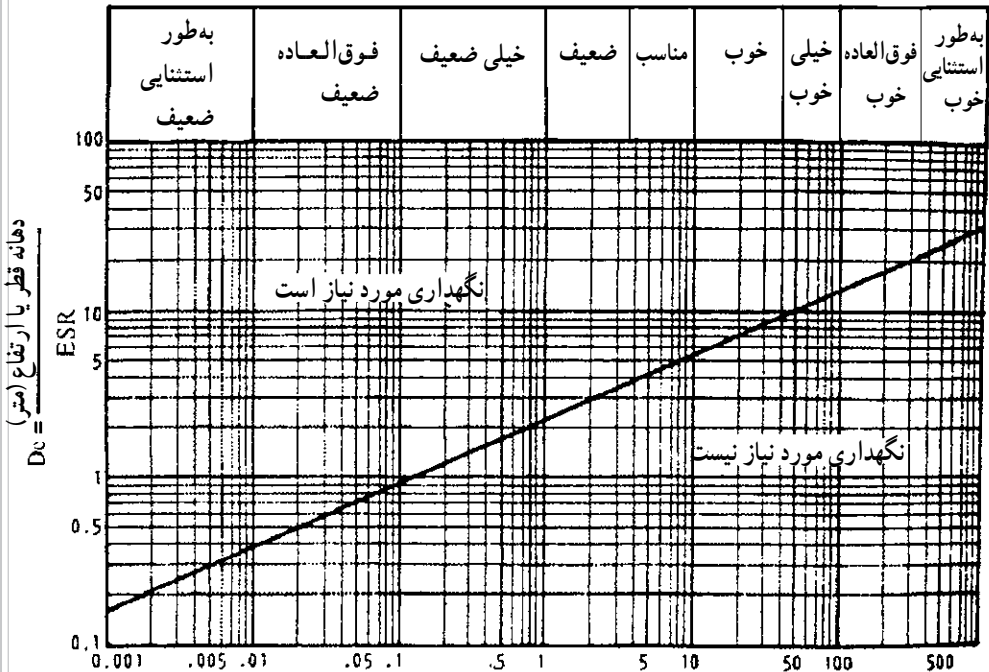 به‌طور
استثنایی
ضعیف
فوق‌العـاده
ضعیف
خیلی ضعیف
ضعیف
مناسب
خوب
خیلی
خوب
فوق‌العاده
خوب
به‌طور
استثنایی
خوب
100
50
10
5
1
0.5
0.1
دهانه قطر یا ارتفاع (متر)
Dc =
ESR
نگهداری مورد نیاز است
نگهداری مورد نیاز نیست
0.001 .005 .01 .05 .1 .5 1 5 10 50 100 500